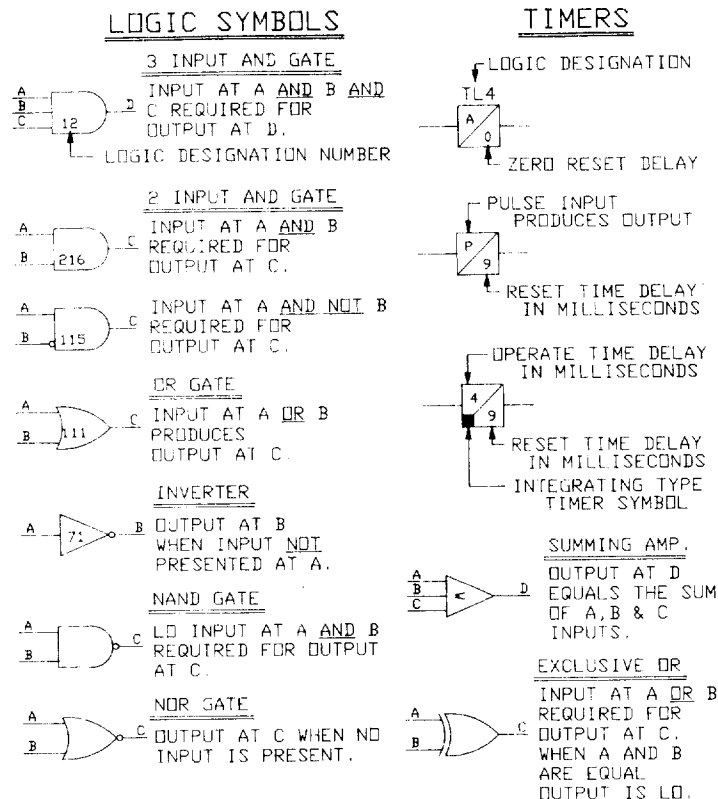 LOGIC SYMBOLS
3 INPUT AND GATE
A
B
C
12
D
INPUT AT A AND B AND
C REQUIRED FOR
OUTPUT AT D.
LOGIC DESIGNATION NUMBER
2 INPUT AND GATE
A
B
216
C
INPUT AT A AND B
REQUIRED FOR
OUTPUT AT C.
A
B
115
C
INPUT AT A AND NOT B
REQUIRED FOR
OUTPUT AT C.
OR GATE
A
B
111
C
INPUT AT A OR B
PRODUCES
OUTPUT AT C.
INVERTER
A
71
B
OUTPUT AT B
WHEN INPUT NOT
PRESENTED AT A.
NAND GATE
A
B
C
LO INPUT AT A AND B
REQUIRED FOR OUTPUT
AT C.
NOR GATE
A
B
C
OUTPUT AT C WHEN NO
INPUT IS PRESENT.
TIMERS
LOGIC DESIGNATION
TL4
A
0
ZERO RESET DELAY
PULSE INPUT
PRODUCES OUTPUT
P
9
RESET TIME DELAY
IN MILLISECONDS
OPERATE TIME DELAY
IN MILLISECONDS
4
9
RESET TIME DELAY
IN MILLISECONDS
INTEGRATING TYPE
TIMER SYMBOL
SUMMING AMP.
A
B
C
D
OUTPUT AT D
EQUALS THE SUM
OF A,B & C
INPUTS.
EXCLUSIVE OR
A
B
C
INPUT AT A OR B
REQUIRED FOR
OUTPUT AT C.
WHEN A AND B
ARE EQUAL
OUTPUT IS LO.